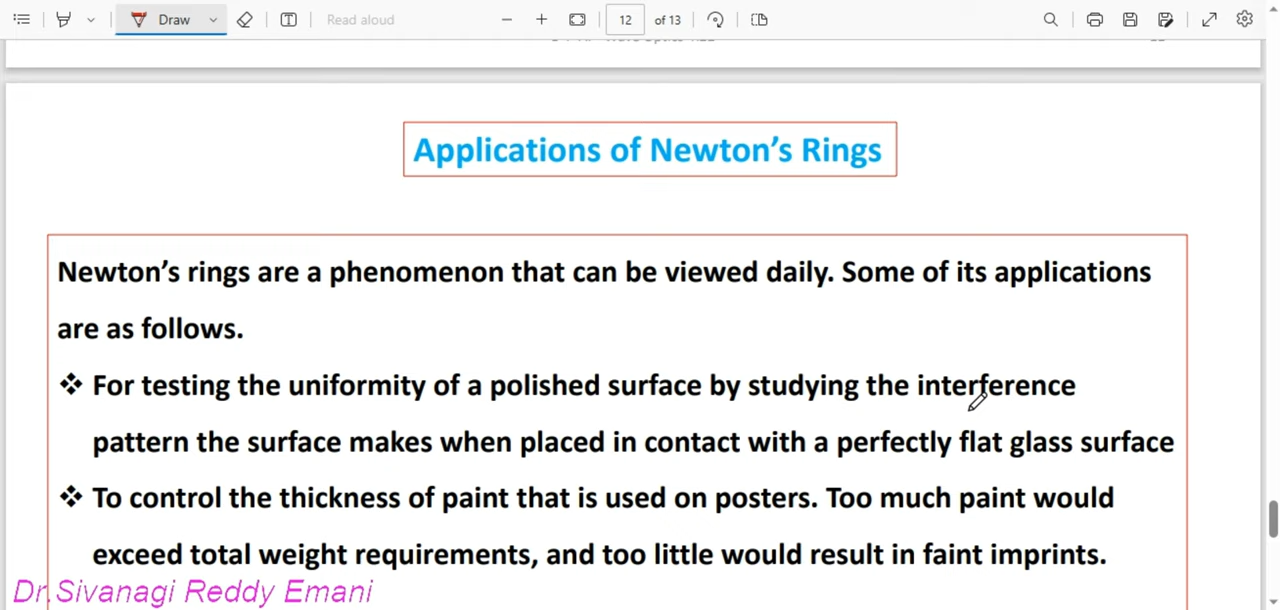 Draw
Read aloud
12
of 13
Applications of Newton's Rings
Newton's rings are a phenomenon that can be viewed daily. Some of its applications
are as follows.
❖ For testing the uniformity of a polished surface by studying the interference
pattern the surface makes when placed in contact with a perfectly flat glass surface
❖ To control the thickness of paint that is used on posters. Too much paint would
exceed total weight requirements, and too little would result in faint imprints.
Dr.Sivanagi Reddy Emani